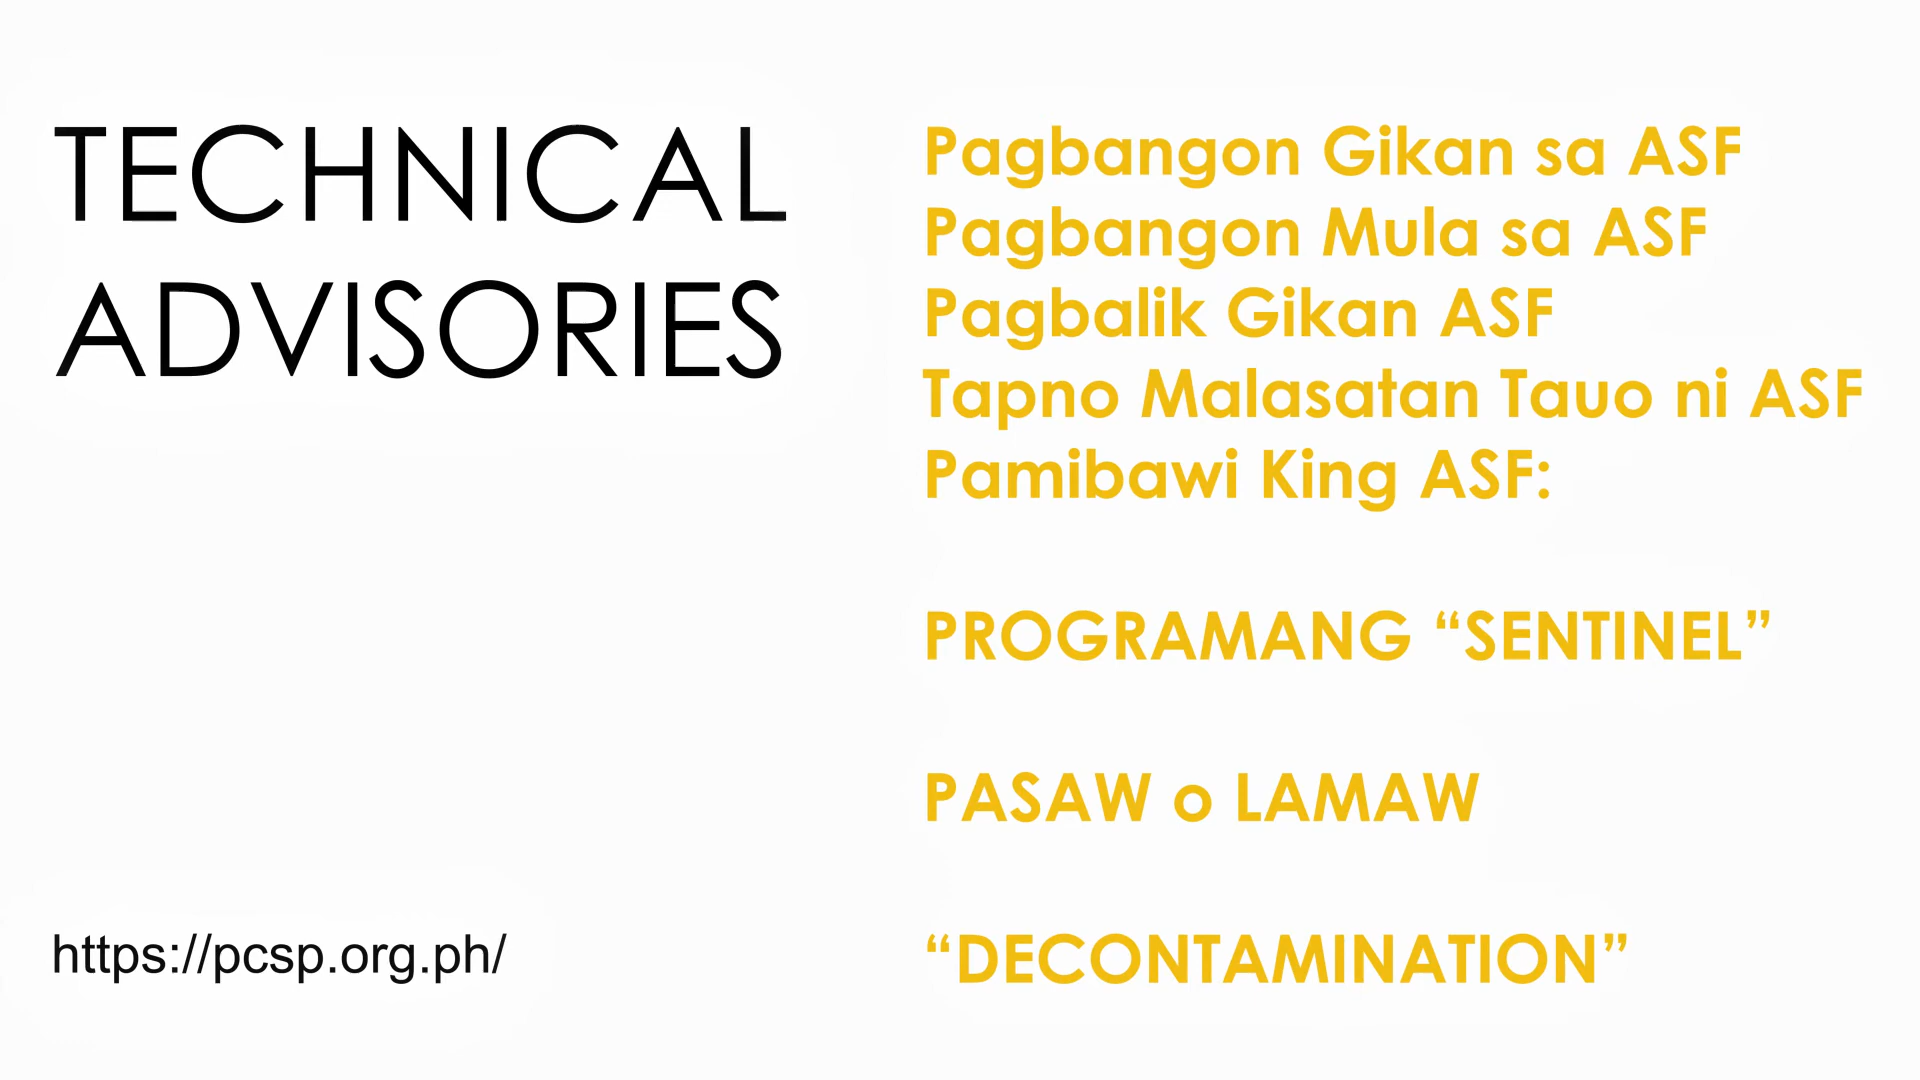 TECHNICAL
ADVISORIES
https://pcsp.org.ph/
Pagbangon Gikan sa ASF
Pagbangon Mula sa ASF
Pagbalik Gikan ASF
Tapno Malasatan Tauo ni ASF
Pamibawi King ASF:
PROGRAMANG “SENTINEL”
PASAW o LAMAW
“DECONTAMINATION”